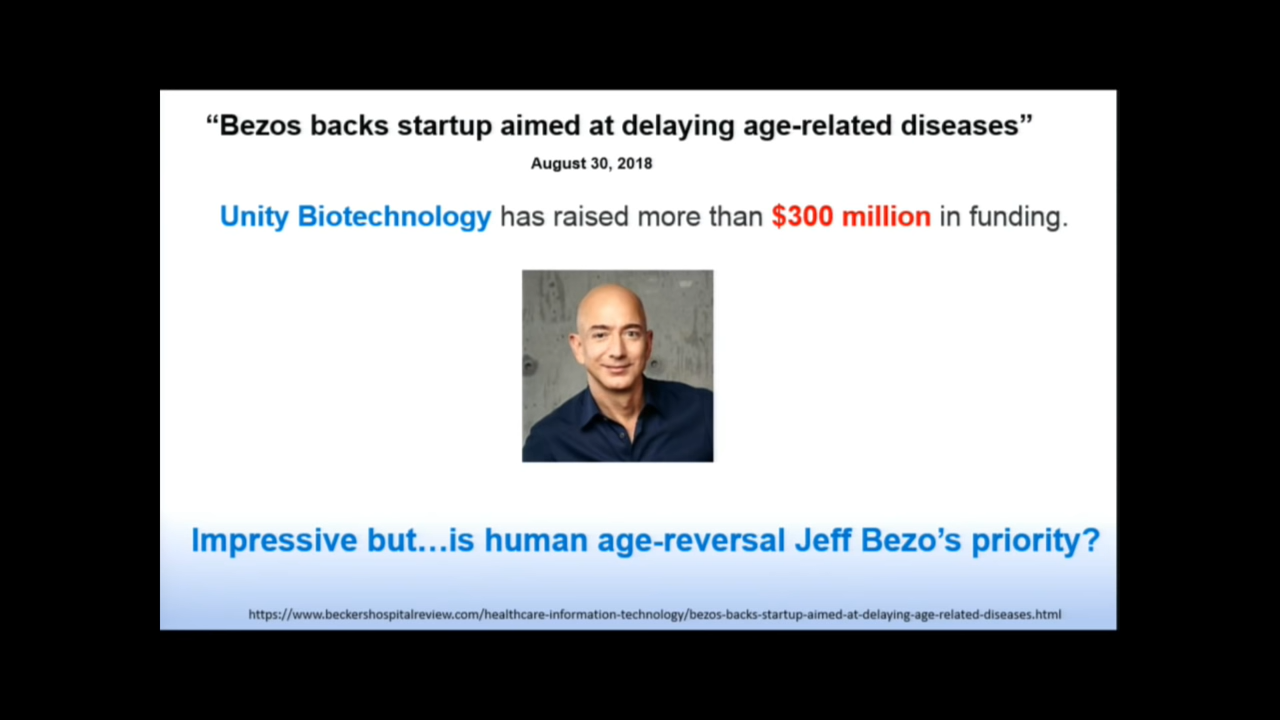 “Bezos backs startup aimed at delaying age-related diseases”
August 30, 2018
Unity Biotechnology has raised more than $300 million in funding.
Impressive but…is human age-reversal Jeff Bezo’s priority?
https://www.beckershospitalreview.com/healthcare-information-technology/bezos-backs-startup-aimed-at-delaying-age-related-diseases.html